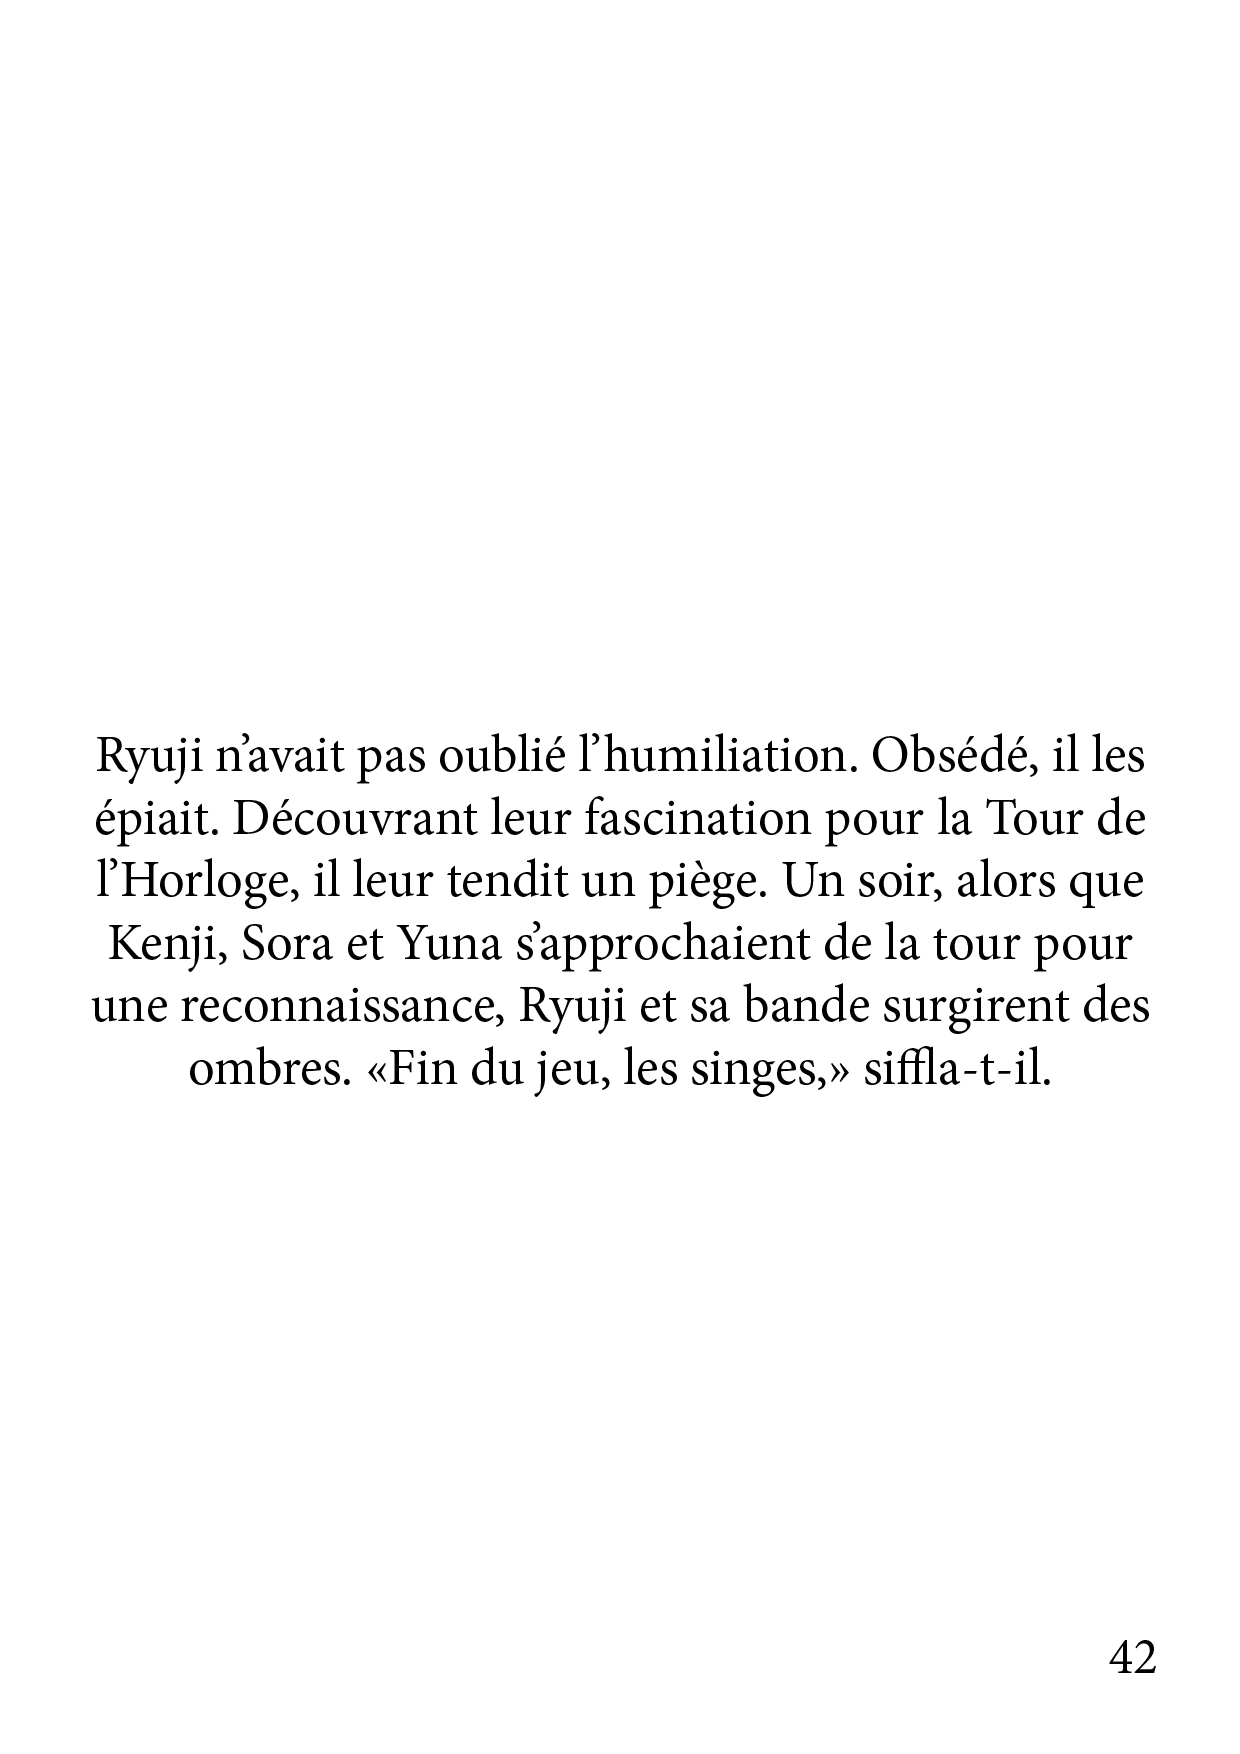 Ryuji n’avait pas oublié l’humiliation. Obsédé, il les
épiait. Découvrant leur fascination pour la Tour de
l’Horloge, il leur tendit un piège. Un soir, alors que
Kenji, Sora et Yuna s’approchaient de la tour pour
une reconnaissance, Ryuji et sa bande surgirent des
ombres. «Fin du jeu, les singes,» siffla-t-il.
42